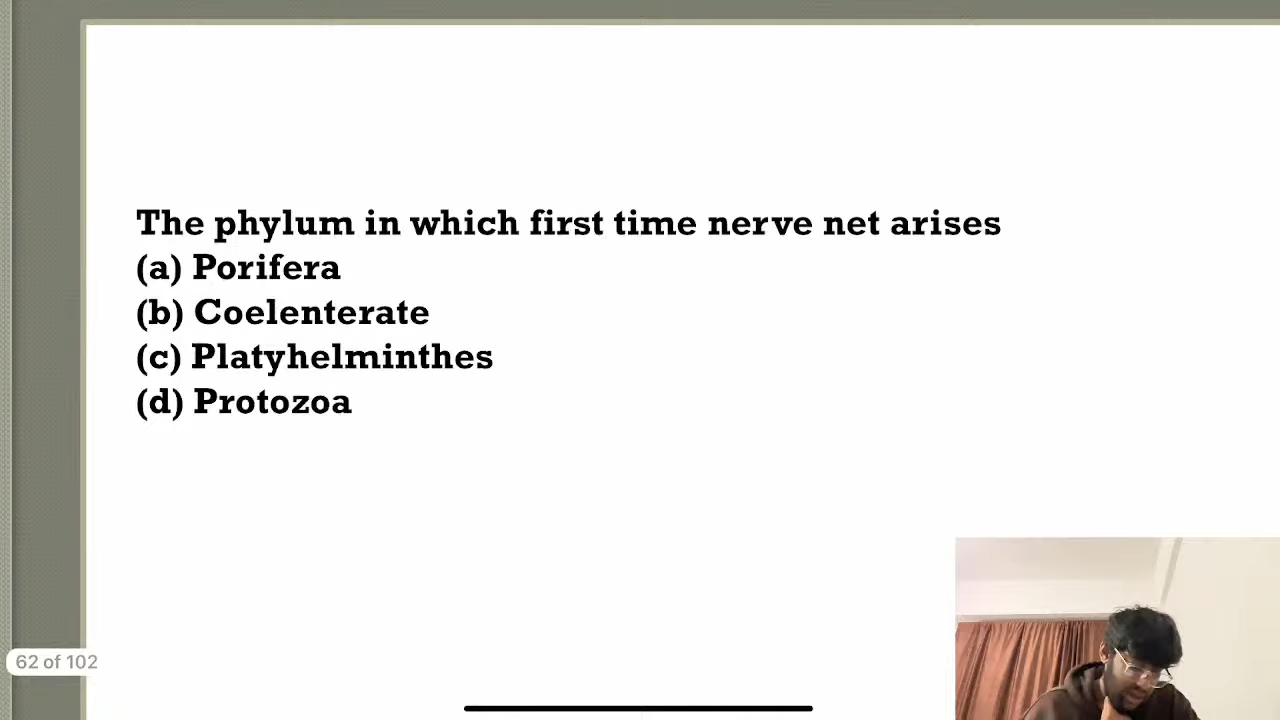 The phylum in which first time nerve net arises
(a) Porifera
(b) Coelenterate
(c) Platyhelminthes
(d) Protozoa
62 of 102